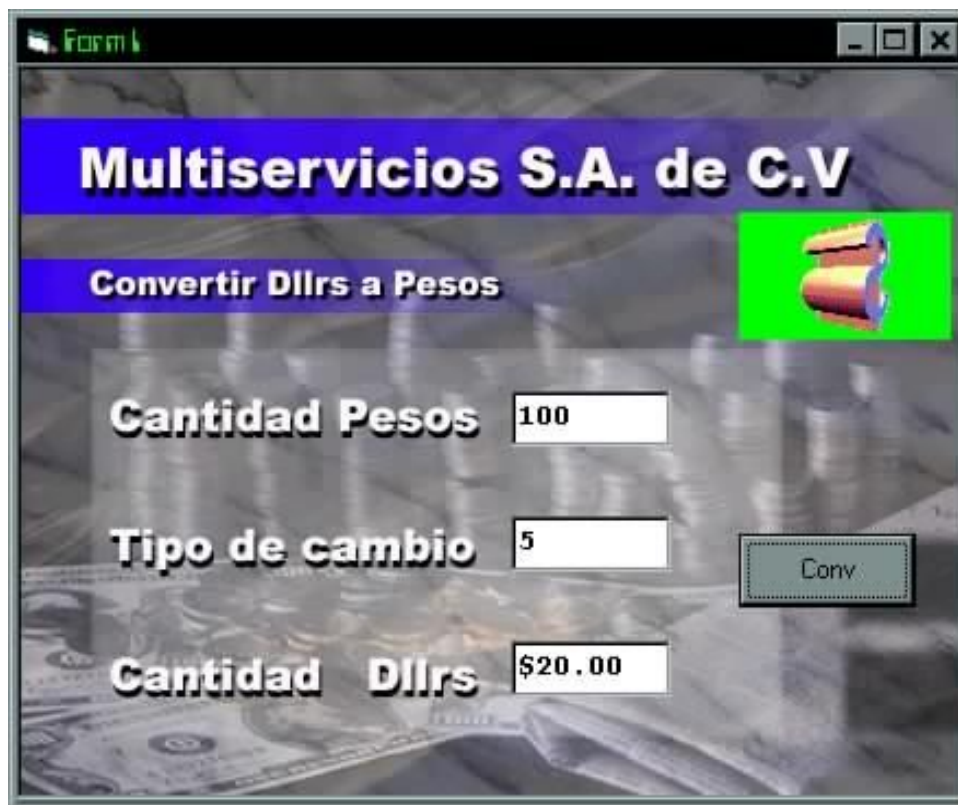 Form1
Multiservicios S.A. de C.V
Convertir Dllrs a Pesos
Cantidad Pesos 100
Tipo de cambio 5
Conv
Cantidad Dllrs $20.00